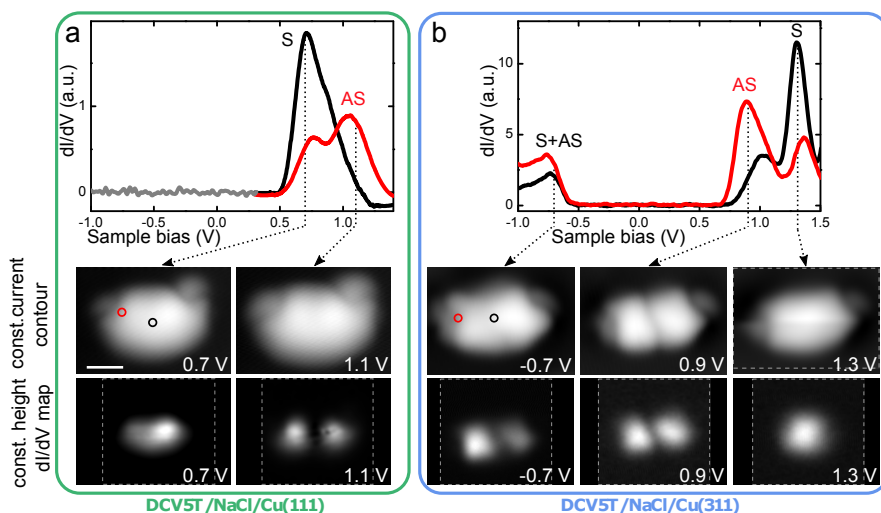 a
S
AS
dI/dV (a.u.)
1
0
-1.0
-0.5
0.0
0.5
1.0
Sample bias (V)
b
S
AS
S+AS
dI/dV (a.u.)
10
5
0
-1.0
-0.5
0.0
0.5
1.0
1.5
Sample bias (V)
const.current
contour
0.7 V
1.1 V
-0.7 V
0.9 V
1.3 V
const. height
dI/dV map
0.7 V
1.1 V
-0.7 V
0.9 V
1.3 V
DCV5T/NaCl/Cu(111)
DCV5T/NaCl/Cu(311)